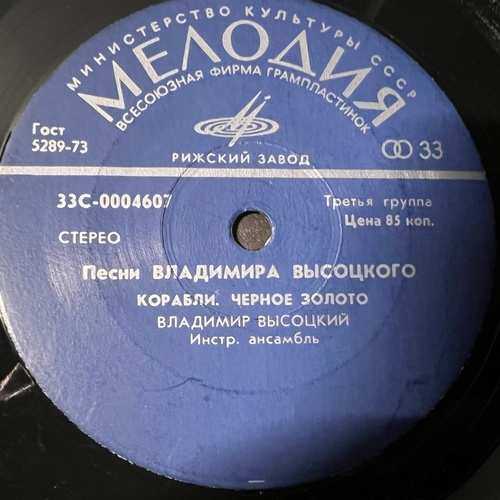 МИНИСТЕРСТВО КУЛЬТУРЫ СССР
МЕЛОДИЯ
ВСЕСОЮЗНАЯ ФИРМА ГРАМПЛАСТИНОК
Гост
5289-73
33
РИЖСКИЙ ЗАВОД
33С-0004607
Третья группа
Цена 85 коп.
СТЕРЕО
Песни ВЛАДИМИРА ВЫСОЦКОГО
КОРАБЛИ. ЧЕРНОЕ ЗОЛОТО
ВЛАДИМИР ВЫСОЦКИЙ
Инстр. ансамбль